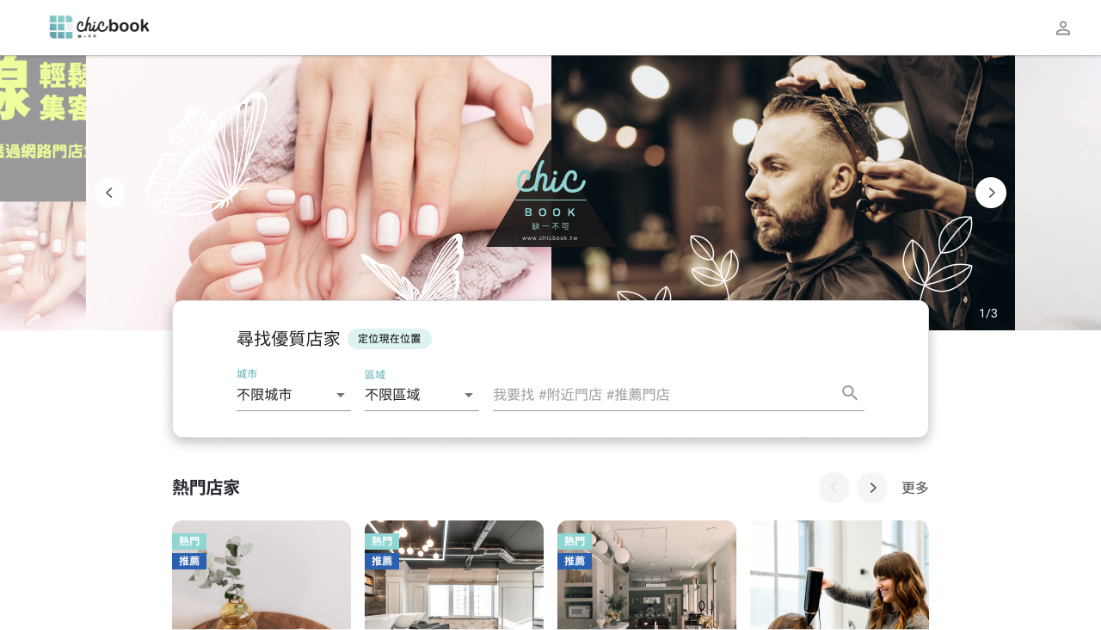 chicbook
缺一不可
線 輕鬆
集客
透過網路門店
chic
BOOK
缺一不可
www.chicbook.tw
1/3
尋找優質店家 定位現在位置
城市 區域
不限城市 不限區域 我要找 #附近門店 #推薦門店
熱門店家 更多
熱門 熱門 熱門
推薦 推薦 推薦